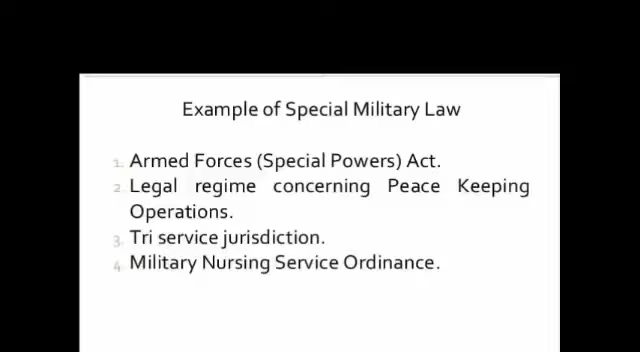 Example of Special Military Law
1. Armed Forces (Special Powers) Act.
2. Legal regime concerning Peace Keeping
Operations.
3. Tri service jurisdiction.
4. Military Nursing Service Ordinance.